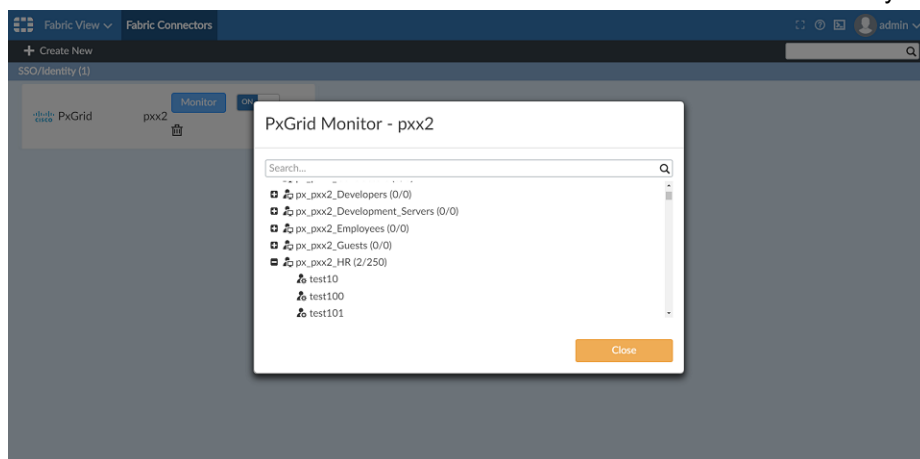 Fabric View Fabric Connectors admin
+ Create New
SSO/Identity (1)
cisco PxGrid pxx2 Monitor ON
PxGrid Monitor - pxx2
Search...
px_pxx2_Developers (0/0)
px_pxx2_Development_Servers (0/0)
px_pxx2_Employees (0/0)
px_pxx2_Guests (0/0)
px_pxx2_HR (2/250)
test10
test100
test101
Close